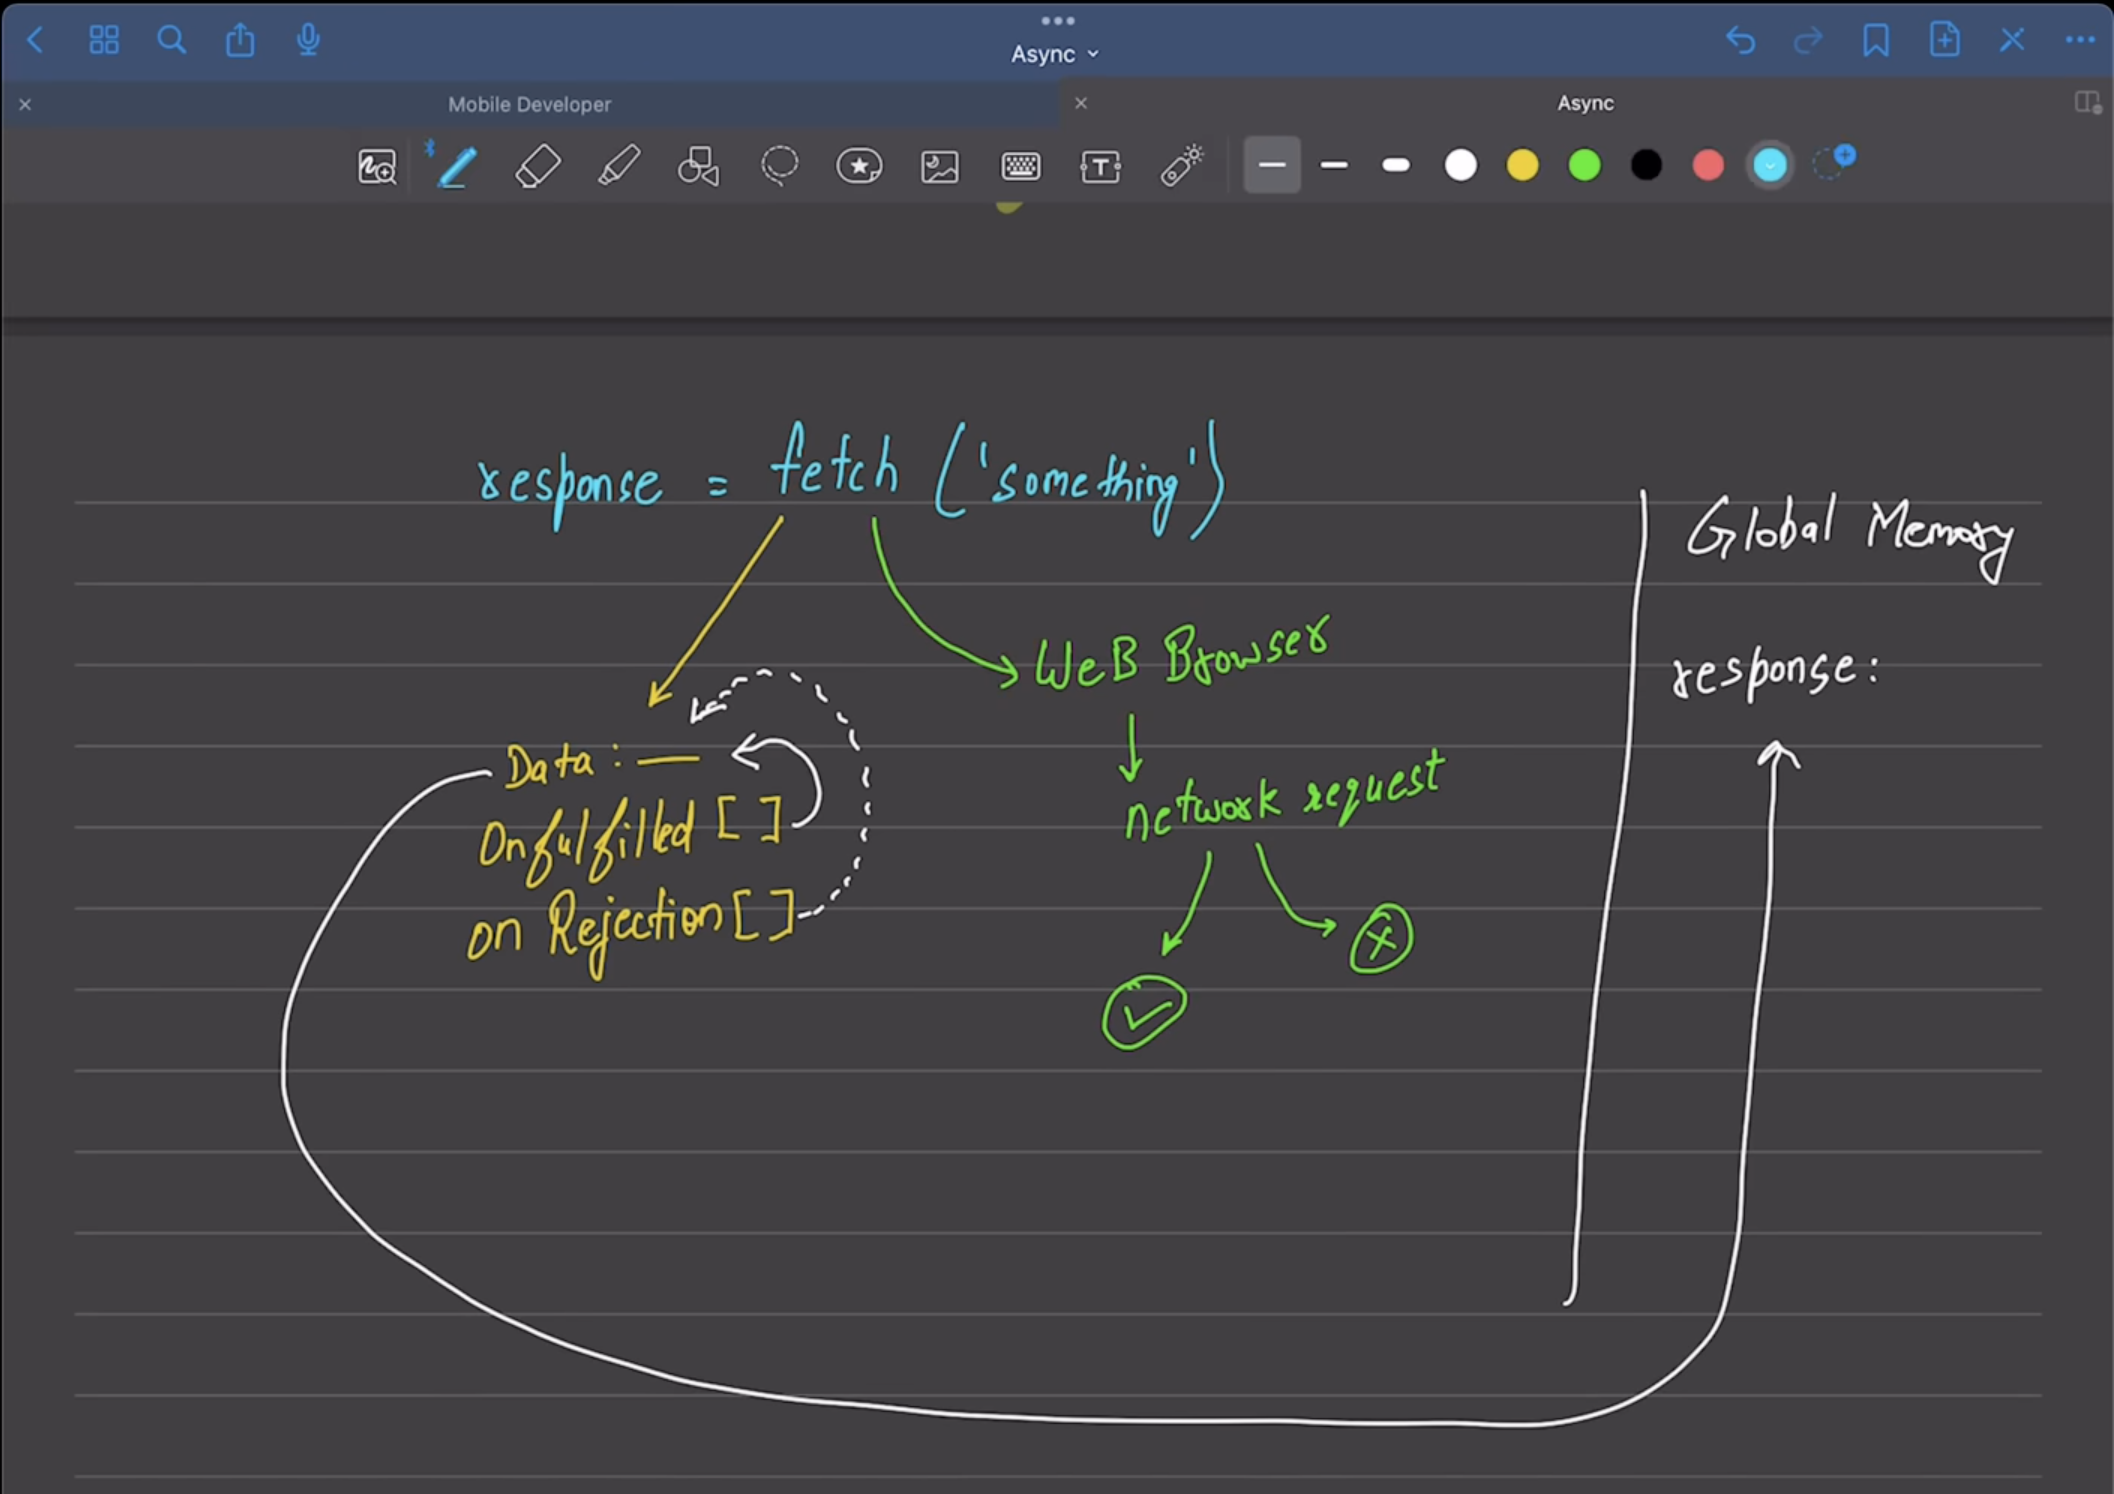 Async
Mobile Developer
Async
response = fetch ('something')
Global Memory
WeB Browser
response:
Data : —
network request
Onfulfilled [ ]
on Rejection [ ]